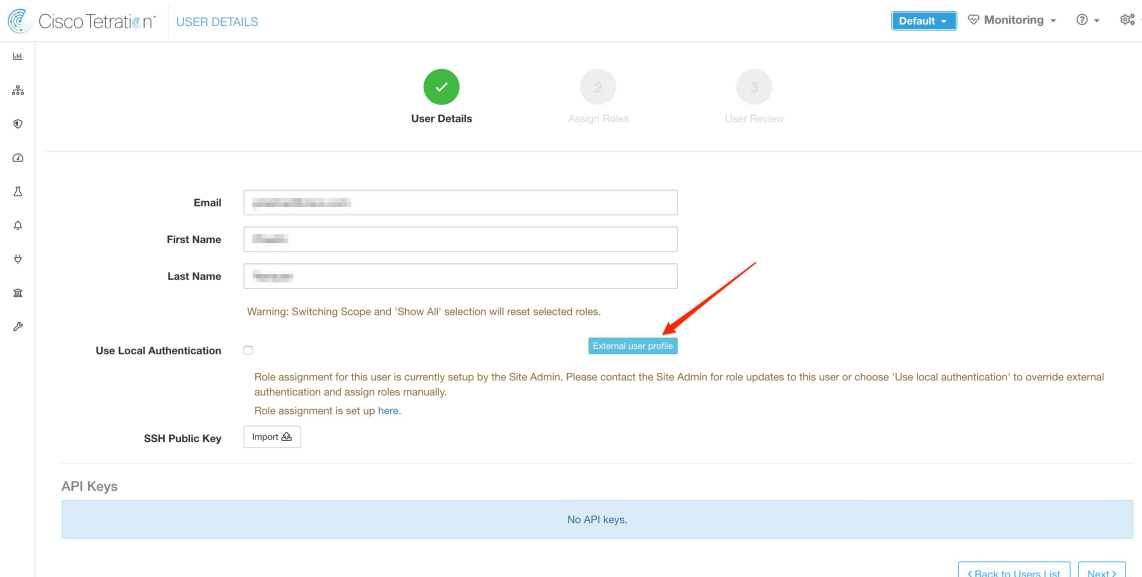 Cisco Tetration™ USER DETAILS Default Monitoring ?
2 3
User Details Assign Roles User Review
Email
First Name
Last Name
Warning: Switching Scope and 'Show All' selection will reset selected roles.
Use Local Authentication External user profile
Role assignment for this user is currently setup by the Site Admin. Please contact the Site Admin for role updates to this user or choose 'Use local authentication' to override external
authentication and assign roles manually.
Role assignment is set up here.
SSH Public Key Import
API Keys
No API keys.
< Back to Users List Next >